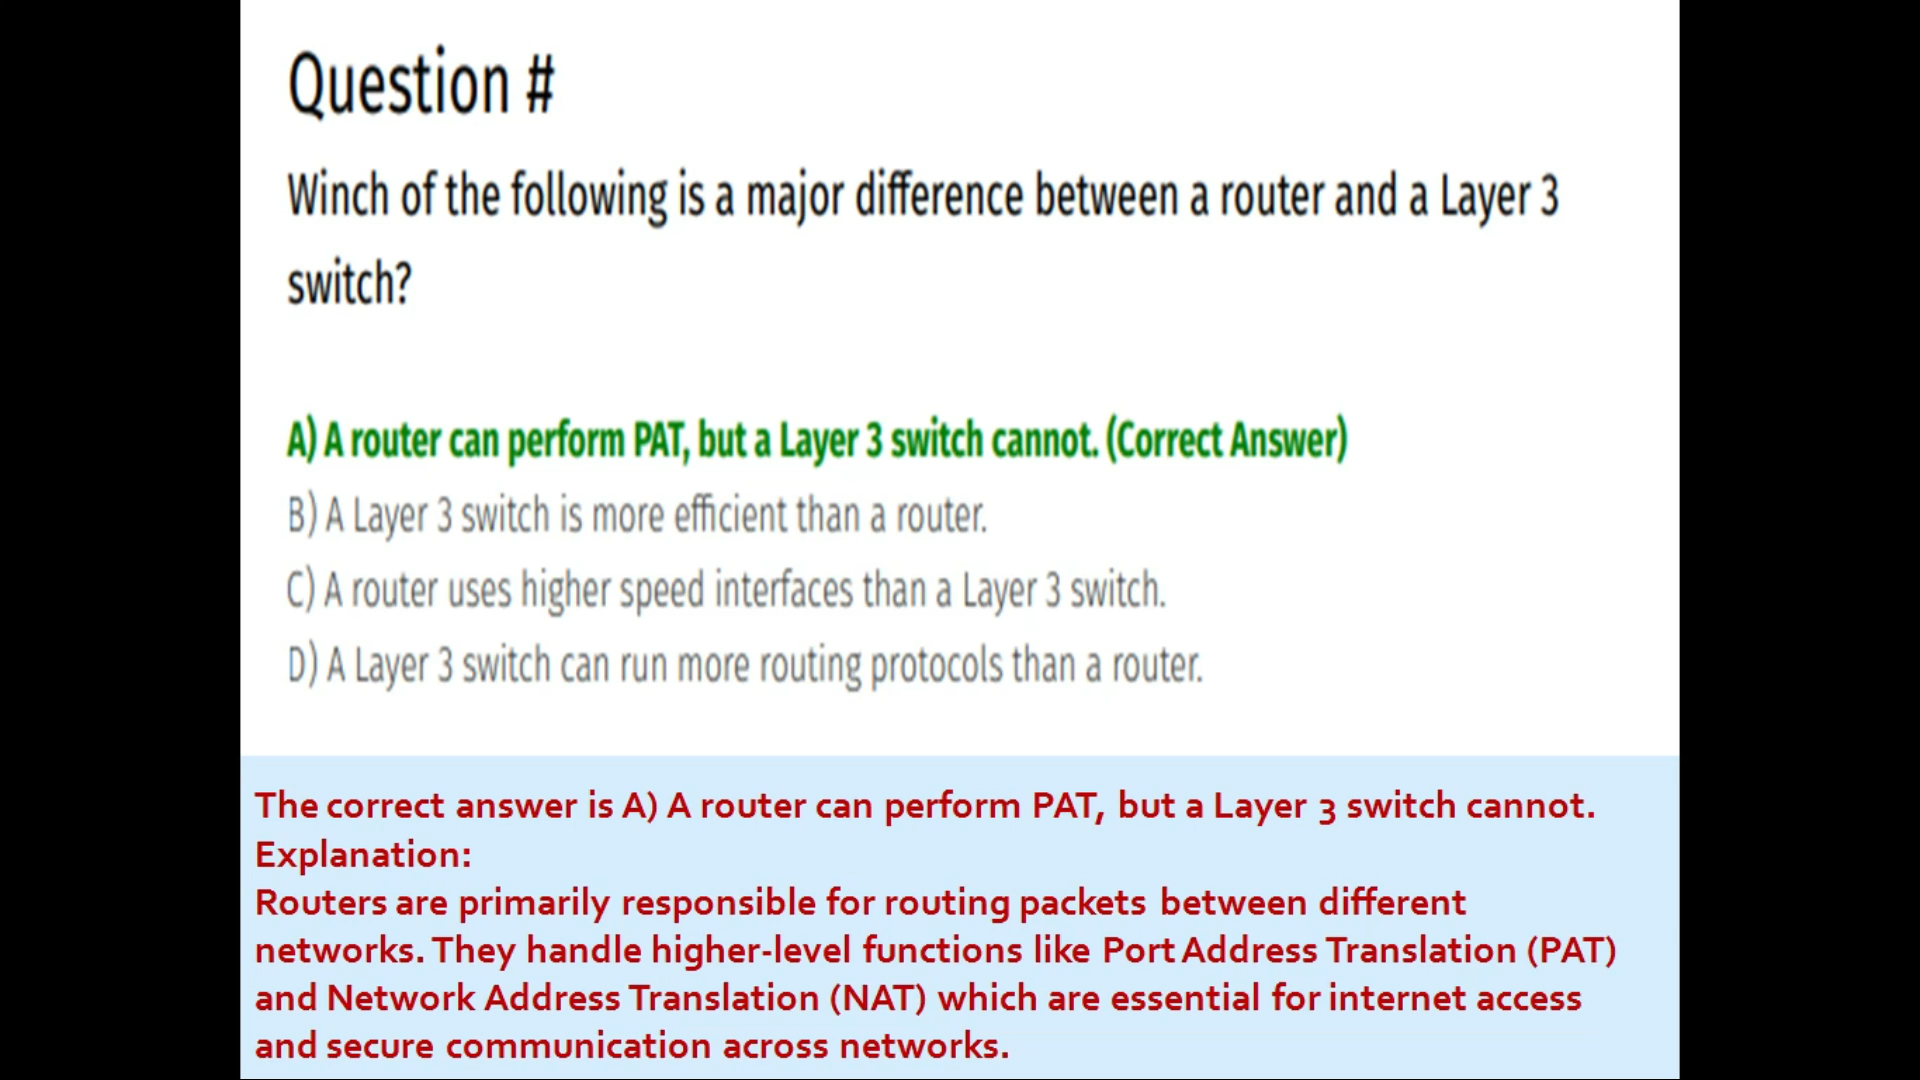 Question #
Winch of the following is a major difference between a router and a Layer 3
switch?
A) A router can perform PAT, but a Layer 3 switch cannot. (Correct Answer)
B) A Layer 3 switch is more efficient than a router.
C) A router uses higher speed interfaces than a Layer 3 switch.
D) A Layer 3 switch can run more routing protocols than a router.
The correct answer is A) A router can perform PAT, but a Layer 3 switch cannot.
Explanation:
Routers are primarily responsible for routing packets between different
networks. They handle higher-level functions like Port Address Translation (PAT)
and Network Address Translation (NAT) which are essential for internet access
and secure communication across networks.